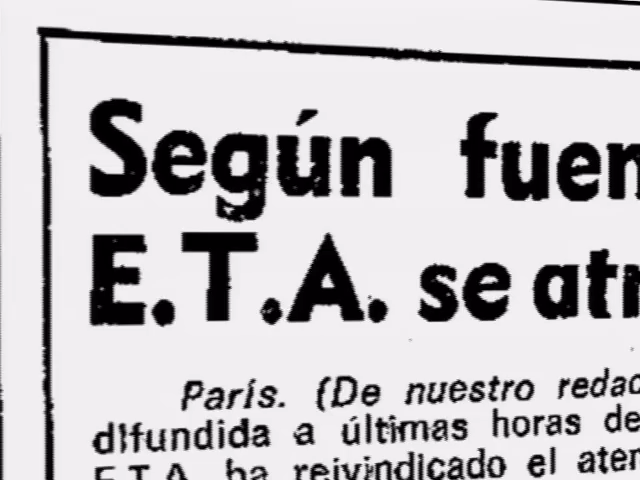 Según fuen
E.T.A. se atr
París. (De nuestro redac
difundida a últimas horas de
E.T.A. ha reivindicado el aten